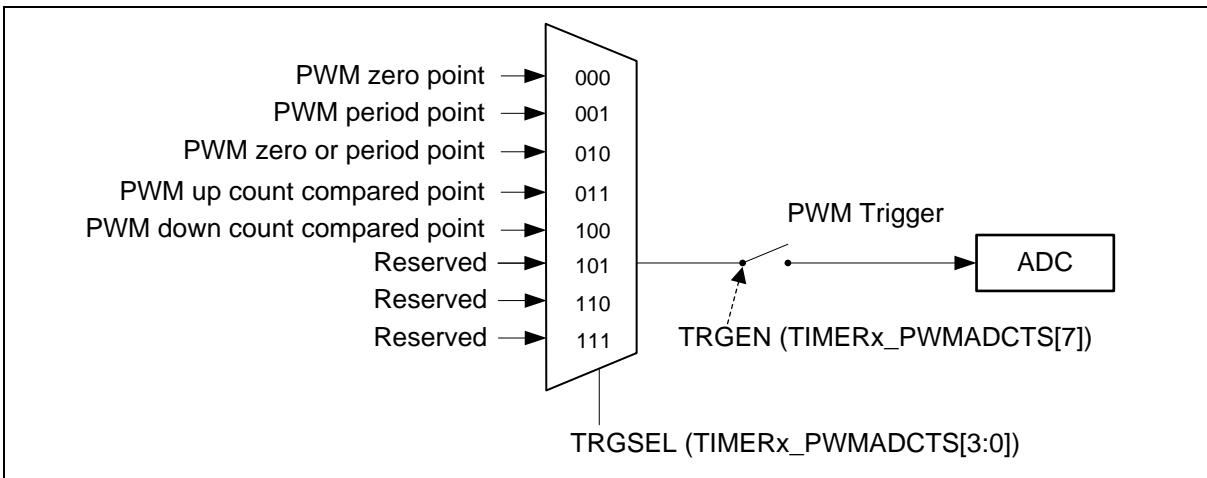 PWM zero point 000
PWM period point 001
PWM zero or period point 010
PWM up count compared point 011
PWM down count compared point 100
Reserved 101
Reserved 110
Reserved 111
PWM Trigger
ADC
TRGEN (TIMERx_PWMADCTS[7])
TRGSEL (TIMERx_PWMADCTS[3:0])